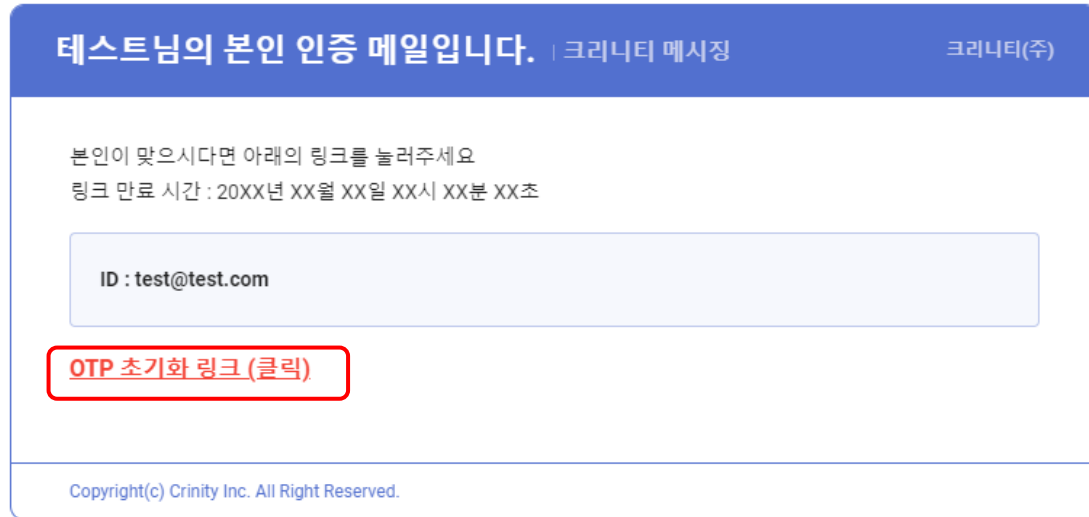 테스트님의 본인 인증 메일입니다. | 크리니티 메시징 크리니티(주)
본인이 맞으시다면 아래의 링크를 눌러주세요
링크 만료 시간 : 20XX년 XX월 XX일 XX시 XX분 XX초
ID : test@test.com
OTP 초기화 링크 (클릭)
Copyright(c) Crinity Inc. All Right Reserved.